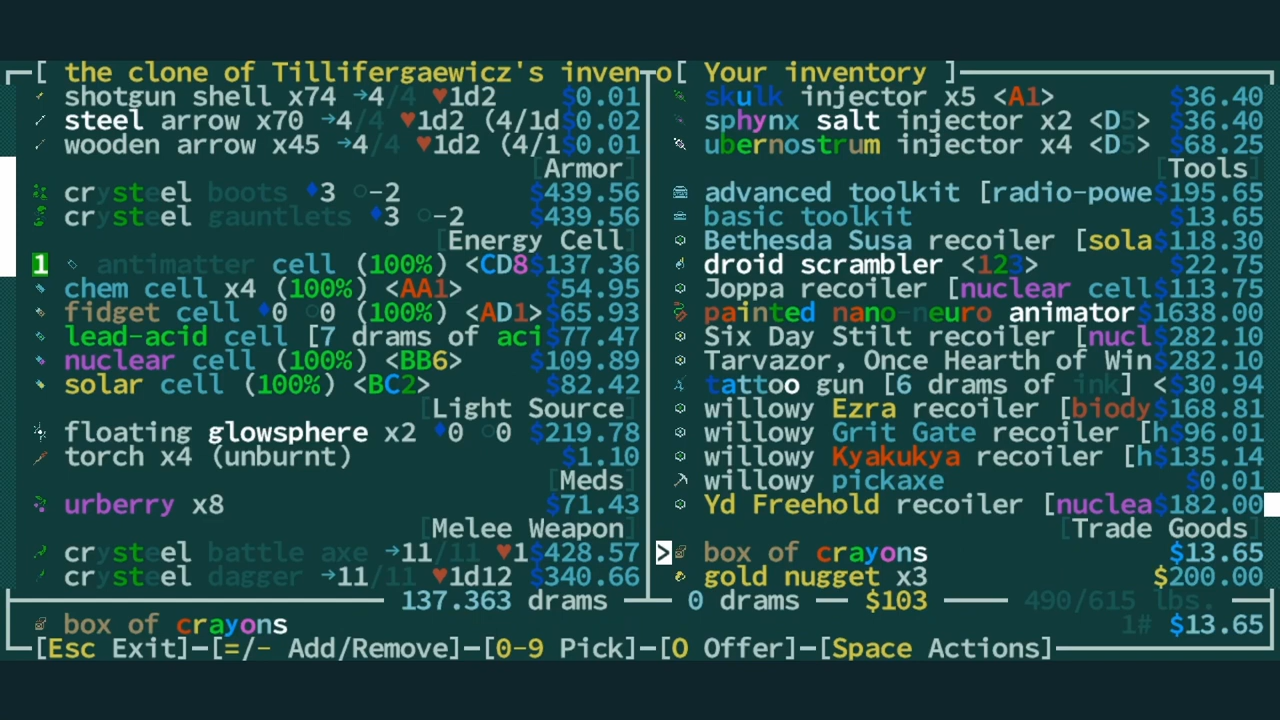 [ the clone of Tillifergaewicz's inven
shotgun shell x74 →4/4 ♥1d2 $0.01
steel arrow x70 →4/4 ♥1d2 (4/1d $0.02
wooden arrow x45 →4/4 ♥1d2 (4/1 $0.01
[Armor]
crysteel boots ♦3 ○-2 $439.56
crysteel gauntlets ♦3 ○-2 $439.56
[Energy Cell]
1 antimatter cell (100%) <CD8 $137.36
chem cell x4 (100%) <AA1> $54.95
fidget cell ♦0 ○0 (100%) <AD1> $65.93
lead-acid cell [7 drams of aci $77.47
nuclear cell (100%) <BB6> $109.89
solar cell (100%) <BC2> $82.42
[Light Source]
floating glowsphere x2 ♦0 ○0 $219.78
torch x4 (unburnt) $1.10
[Meds]
urberry x8 $71.43
[Melee Weapon]
crysteel battle axe →11/11 ♥1 $428.57
crysteel dagger →11/11 ♥1d12 $340.66
o[ Your inventory ]
skulk injector x5 <A1> $36.40
sphynx salt injector x2 <D5> $36.40
ubernostrum injector x4 <D5> $68.25
[Tools]
advanced toolkit [radio-powe $195.65
basic toolkit $13.65
Bethesda Susa recoiler [sola $118.30
droid scrambler <123> $22.75
Joppa recoiler [nuclear cell $113.75
painted nano-neuro animator $1638.00
Six Day Stilt recoiler [nucl $282.10
Tarvazor, Once Hearth of Win $282.10
tattoo gun [6 drams of ink] < $30.94
willowy Ezra recoiler [biody $168.81
willowy Grit Gate recoiler [h $96.01
willowy Kyakukya recoiler [h $135.14
willowy pickaxe $0.01
Yd Freehold recoiler [nuclea $182.00
[Trade Goods]
> box of crayons $13.65
gold nugget x3 $200.00
137.363 drams 0 drams — $103 490/615 lbs.
box of crayons 1# $13.65
[Esc Exit]-[=/- Add/Remove]-[0-9 Pick]-[O Offer]-[Space Actions]